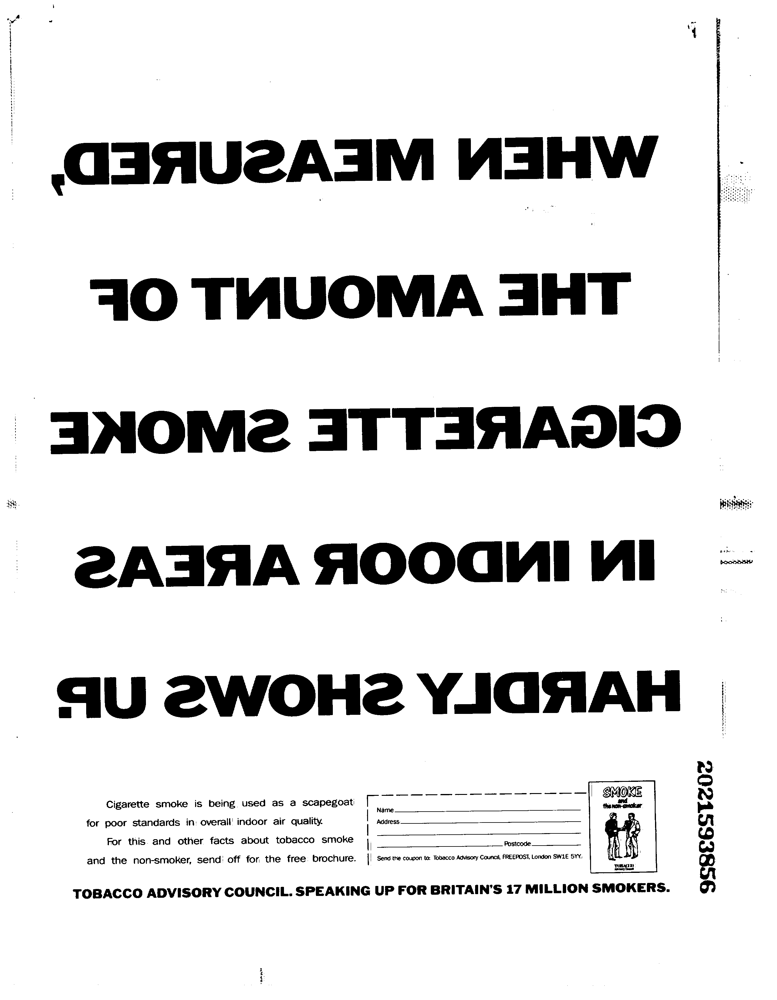 WHEN MEASURED,
THE AMOUNT OF
CIGARETTE SMOKE
IN INDOOR AREAS
HARDLY SHOWS UP.
Cigarette smoke is being used as a scapegoat
for poor standards in overall indoor air quality.
For this and other facts about tobacco smoke
and the non-smoker, send off for the free brochure.
Name
Address
Postcode
Send the coupon to: Tobacco Advisory Council, FREEPOST, London SW1E 5YY.
SMOKE
and
the non-smoker
TOBACCO ADVISORY COUNCIL. SPEAKING UP FOR BRITAIN'S 17 MILLION SMOKERS.
2021593856